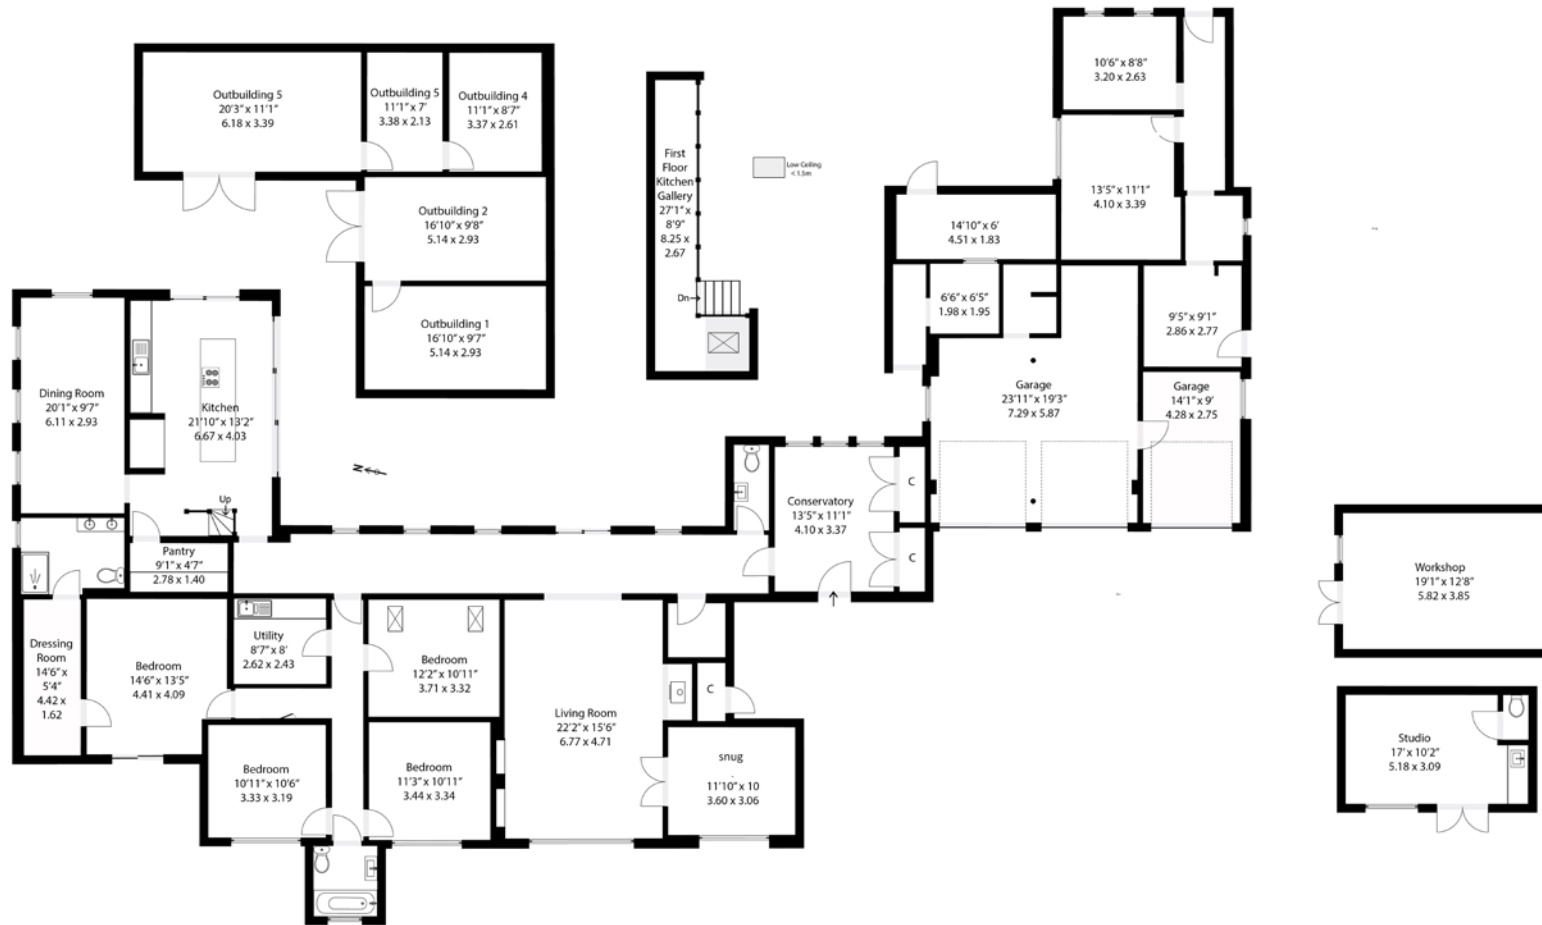 Outbuilding 5
20'3" x 11'1"
6.18 x 3.39
Outbuilding 5
11'1" x 7'
3.38 x 2.13
Outbuilding 4
11'1" x 8'7"
3.37 x 2.61
Outbuilding 2
16'10" x 9'8"
5.14 x 2.93
Outbuilding 1
16'10" x 9'7"
5.14 x 2.93
First
Floor
Kitchen
Gallery
27'1" x
8'9"
8.25 x
2.67
Dn
Low Ceiling
< 1.5m
10'6" x 8'8"
3.20 x 2.63
13'5" x 11'1"
4.10 x 3.39
14'10" x 6'
4.51 x 1.83
6'6" x 6'5"
1.98 x 1.95
9'5" x 9'1"
2.86 x 2.77
Garage
23'11" x 19'3"
7.29 x 5.87
Garage
14'1" x 9'
4.28 x 2.75
Dining Room
20'1" x 9'7"
6.11 x 2.93
Kitchen
21'10" x 13'2"
6.67 x 4.03
Up
N
Pantry
9'1" x 4'7"
2.78 x 1.40
Conservatory
13'5" x 11'1"
4.10 x 3.37
C
C
Dressing
Room
14'6" x
5'4"
4.42 x
1.62
Bedroom
14'6" x 13'5"
4.41 x 4.09
Utility
8'7" x 8'
2.62 x 2.43
Bedroom
12'2" x 10'11"
3.71 x 3.32
Living Room
22'2" x 15'6"
6.77 x 4.71
C
snug
11'10" x 10
3.60 x 3.06
Bedroom
10'11" x 10'6"
3.33 x 3.19
Bedroom
11'3" x 10'11"
3.44 x 3.34
Workshop
19'1" x 12'8"
5.82 x 3.85
Studio
17' x 10'2"
5.18 x 3.09